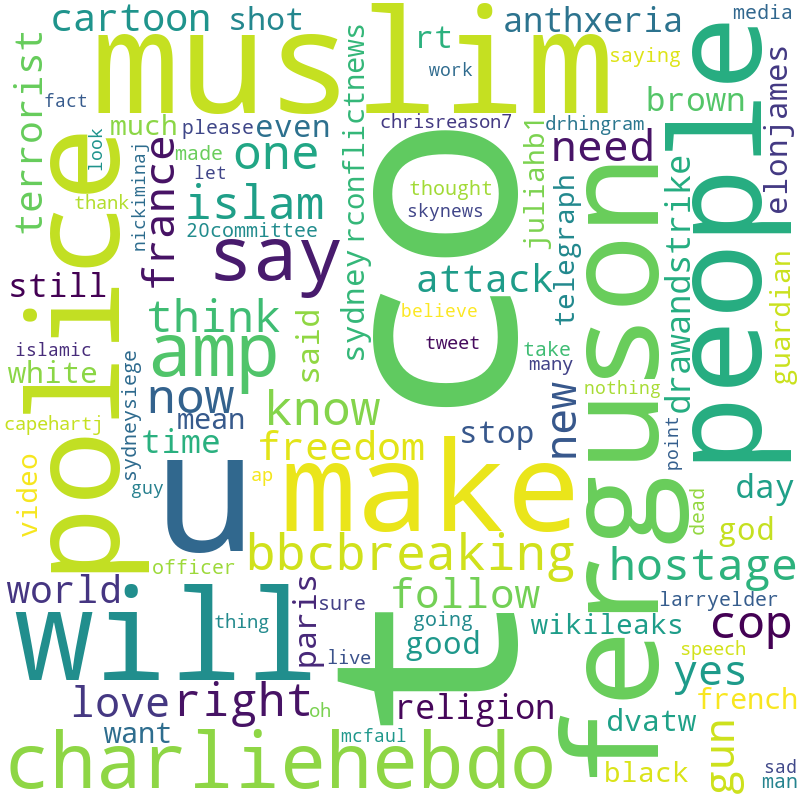 cartoon
shot
muslim
rt
anthxeria
media
saying
work
fact
terrorist
police
look
much
please
even
made
let
thank
nickiminaj
france
one
islam
20committee
say
sydney
rconflictnews
chrisreason7
co
thought
skynews
believe
tweet
drhingram
juliahb1
need
brown
elonjames
people
still
islamic
white
capehartj
video
think
amp
now
mean
time
sydneysiege
guy
said
know
freedom
ap
attack
telegraph
take
many
ferguson
nothing
drawandstrike
guardian
stop
new
point
dead
day
god
u
make
bbcbreaking
officer
hostage
world
will
thing
paris
sure
live
follow
going
good
t
wikileaks
larryelder
cop
speech
yes
love
right
oh
religion
want
mcfaul
dvatw
french
charliehebdo
black
gun
sad
man